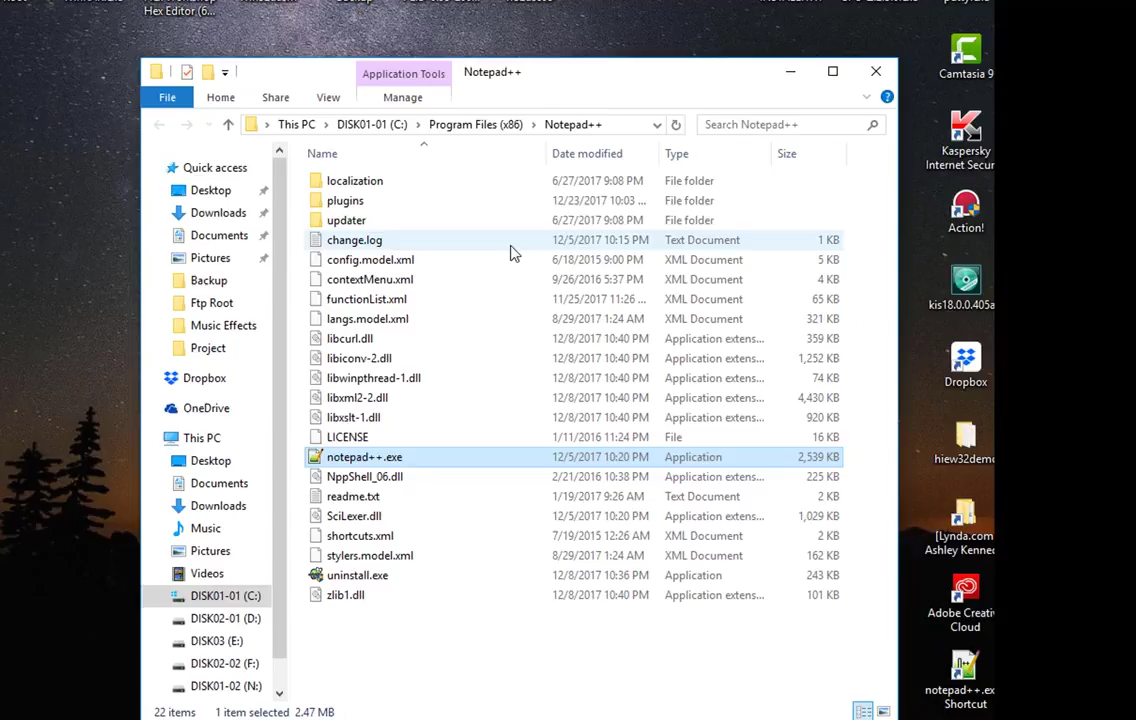 Hex Editor (6...
Application Tools
Notepad++
File
Home
Share
View
Manage
This PC
DISK01-01 (C:)
Program Files (x86)
Notepad++
Search Notepad++
Name
Date modified
Type
Size
Quick access
Desktop
Downloads
Documents
Pictures
Backup
Ftp Root
Music Effects
Project
Dropbox
OneDrive
This PC
Desktop
Documents
Downloads
Music
Pictures
Videos
DISK01-01 (C:)
DISK02-01 (D:)
DISK03 (E:)
DISK02-02 (F:)
DISK01-02 (N:)
localization 6/27/2017 9:08 PM File folder
plugins 12/23/2017 10:03 ... File folder
updater 6/27/2017 9:08 PM File folder
change.log 12/5/2017 10:15 PM Text Document 1 KB
config.model.xml 6/18/2015 9:00 PM XML Document 5 KB
contextMenu.xml 9/26/2016 5:37 PM XML Document 4 KB
functionList.xml 11/25/2017 11:26 ... XML Document 65 KB
langs.model.xml 8/29/2017 1:24 AM XML Document 321 KB
libcurl.dll 12/8/2017 10:40 PM Application extens... 359 KB
libiconv-2.dll 12/8/2017 10:40 PM Application extens... 1,252 KB
libwinpthread-1.dll 12/8/2017 10:40 PM Application extens... 74 KB
libxml2-2.dll 12/8/2017 10:40 PM Application extens... 4,430 KB
libxslt-1.dll 12/8/2017 10:40 PM Application extens... 920 KB
LICENSE 1/11/2016 11:24 PM File 16 KB
notepad++.exe 12/5/2017 10:20 PM Application 2,539 KB
NppShell_06.dll 2/21/2016 10:38 PM Application extens... 225 KB
readme.txt 1/19/2017 9:26 AM Text Document 2 KB
SciLexer.dll 12/5/2017 10:20 PM Application extens... 1,029 KB
shortcuts.xml 7/19/2015 12:26 AM XML Document 2 KB
stylers.model.xml 8/29/2017 1:24 AM XML Document 162 KB
uninstall.exe 12/8/2017 10:36 PM Application 243 KB
zlib1.dll 12/8/2017 10:40 PM Application extens... 101 KB
22 items 1 item selected 2.47 MB
Camtasia 9
Kaspersky
Internet Secur
Action!
kis18.0.0.405a
Dropbox
hiew32demo
[Lynda.com
Ashley Kenned
Adobe Creati
Cloud
n++
notepad++.ex
Shortcut